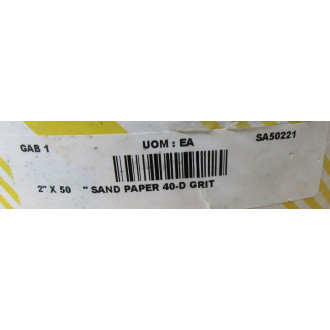 GAB 1 UOM : EA SA50221
2" X 50 " SAND PAPER 40-D GRIT